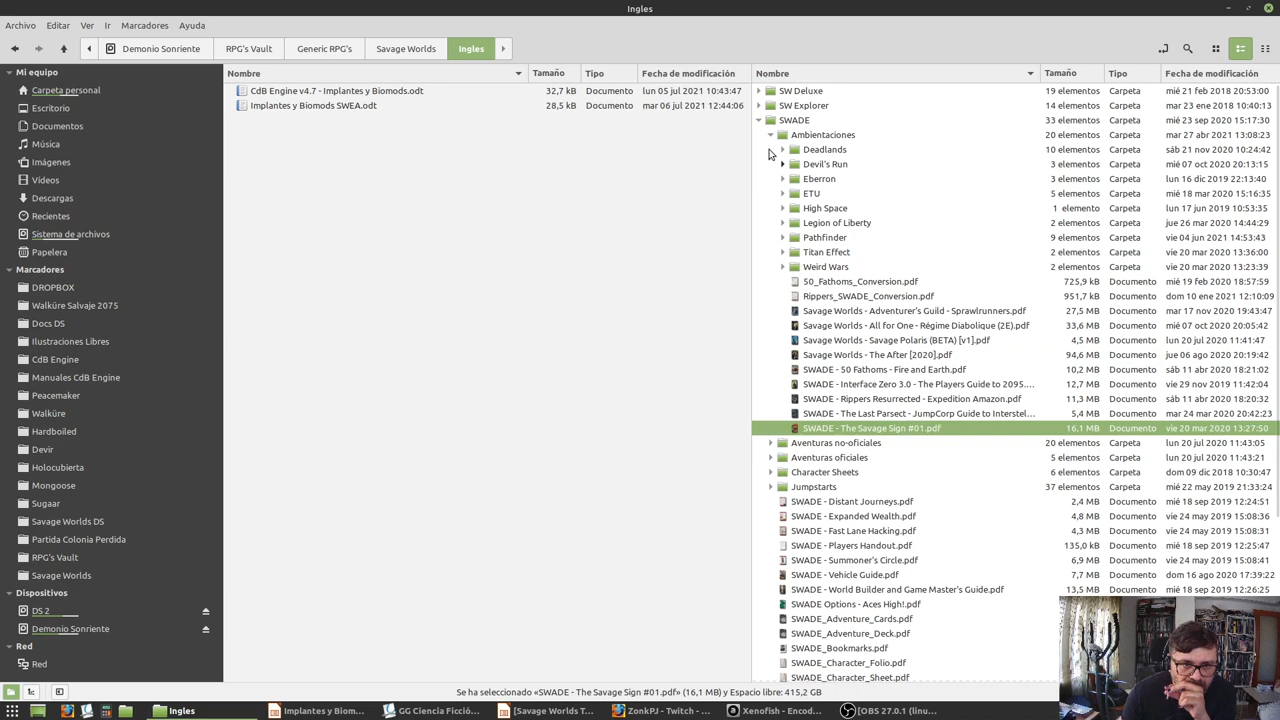 Ingles
Archivo Editar Ver Ir Marcadores Ayuda
Demonio Sonriente RPG's Vault Generic RPG's Savage Worlds Ingles
Mi equipo
Carpeta personal
Escritorio
Documentos
Música
Imágenes
Vídeos
Descargas
Recientes
Sistema de archivos
Papelera
Marcadores
DROPBOX
Walküre Salvaje 2075
Docs DS
Ilustraciones Libres
CdB Engine
Manuales CdB Engine
Peacemaker
Walküre
Hardboiled
Devir
Holocubierta
Mongoose
Sugaar
Savage Worlds DS
Partida Colonia Perdida
RPG's Vault
Savage Worlds
Dispositivos
DS 2
Demonio Sonriente
Red
Red
Nombre Tamaño Tipo Fecha de modificación
CdB Engine v4.7 - Implantes y Biomods.odt 32,7 kB Documento lun 05 jul 2021 10:43:47
Implantes y Biomods SWEA.odt 28,5 kB Documento mar 06 jul 2021 12:44:06
Nombre Tamaño Tipo Fecha de modificación
SW Deluxe 19 elementos Carpeta mié 21 feb 2018 20:53:00
SW Explorer 14 elementos Carpeta mar 23 ene 2018 10:40:13
SWADE 33 elementos Carpeta mié 23 sep 2020 15:17:30
Ambientaciones 20 elementos Carpeta mar 27 abr 2021 13:08:23
Deadlands 10 elementos Carpeta sáb 21 nov 2020 10:24:42
Devil's Run 3 elementos Carpeta mié 07 oct 2020 20:13:15
Eberron 3 elementos Carpeta lun 16 dic 2019 22:13:40
ETU 5 elementos Carpeta mié 18 mar 2020 15:16:35
High Space 1 elemento Carpeta lun 17 jun 2019 10:53:35
Legion of Liberty 2 elementos Carpeta jue 26 mar 2020 14:44:29
Pathfinder 9 elementos Carpeta vie 04 jun 2021 14:53:43
Titan Effect 2 elementos Carpeta vie 20 mar 2020 13:36:00
Weird Wars 2 elementos Carpeta vie 20 mar 2020 13:23:39
50_Fathoms_Conversion.pdf 725,9 kB Documento mié 19 feb 2020 18:57:59
Rippers_SWADE_Conversion.pdf 951,7 kB Documento dom 10 ene 2021 12:10:09
Savage Worlds - Adventurer's Guild - Sprawlrunners.pdf 27,5 MB Documento mar 17 nov 2020 19:43:47
Savage Worlds - All for One - Régime Diabolique (2E).pdf 33,6 MB Documento mié 07 oct 2020 20:05:42
Savage Worlds - Savage Polaris (BETA) [v1].pdf 4,5 MB Documento lun 20 jul 2020 11:41:47
Savage Worlds - The After [2020].pdf 94,6 MB Documento jue 06 ago 2020 20:19:42
SWADE - 50 Fathoms - Fire and Earth.pdf 10,2 MB Documento sáb 11 abr 2020 18:21:02
SWADE - Interface Zero 3.0 - The Players Guide to 2095.... 12,7 MB Documento vie 29 nov 2019 11:42:04
SWADE - Rippers Resurrected - Expedition Amazon.pdf 11,3 MB Documento sáb 11 abr 2020 18:20:32
SWADE - The Last Parsect - JumpCorp Guide to Interstel... 5,4 MB Documento mar 24 mar 2020 20:42:23
SWADE - The Savage Sign #01.pdf 16,1 MB Documento vie 20 mar 2020 13:27:50
Aventuras no-oficiales 20 elementos Carpeta lun 20 jul 2020 11:43:05
Aventuras oficiales 5 elementos Carpeta lun 20 jul 2020 11:43:21
Character Sheets 6 elementos Carpeta dom 09 dic 2018 10:30:47
Jumpstarts 37 elementos Carpeta mié 22 may 2019 21:33:24
SWADE - Distant Journeys.pdf 2,4 MB Documento mié 18 sep 2019 12:24:51
SWADE - Expanded Wealth.pdf 4,8 MB Documento vie 24 may 2019 15:08:36
SWADE - Fast Lane Hacking.pdf 4,3 MB Documento vie 24 may 2019 15:08:31
SWADE - Players Handout.pdf 135,0 kB Documento mié 18 sep 2019 12:25:47
SWADE - Summoner's Circle.pdf 6,9 MB Documento vie 24 may 2019 15:08:41
SWADE - Vehicle Guide.pdf 7,7 MB Documento dom 16 ago 2020 17:39:22
SWADE - World Builder and Game Master's Guide.pdf 13,5 MB Documento mié 18 sep 2019 12:26:25
SWADE Options - Aces High!.pdf 6,0 MB
SWADE_Adventure_Cards.pdf
SWADE_Adventure_Deck.pdf
SWADE_Bookmarks.pdf
SWADE_Character_Folio.pdf
SWADE_Character_Sheet.pdf
Se ha seleccionado «SWADE - The Savage Sign #01.pdf» (16,1 MB) y Espacio libre: 415,2 GB
Ingles Implantes y Biom... GG Ciencia Ficció... [Savage Worlds T... ZonkPJ - Twitch - ... Xenofish - Encod... [OBS 27.0.1 (linu...